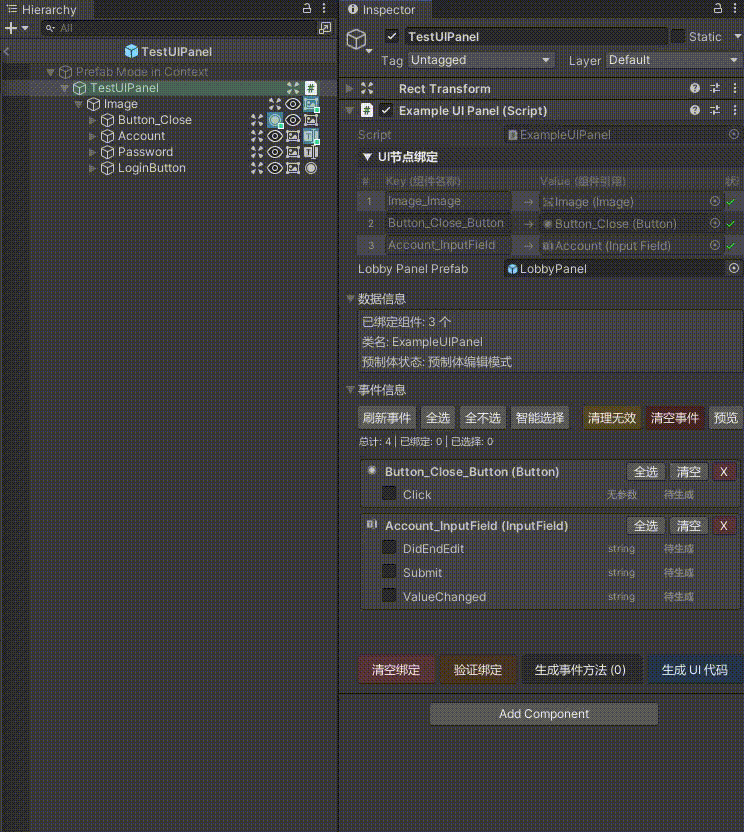 Hierarchy
All
TestUIPanel
Prefab Mode in Context
TestUIPanel
Image
Button_Close
Account
Password
LoginButton
Inspector
TestUIPanel
Static
Tag Untagged Layer Default
Rect Transform
Example UI Panel (Script)
Script ExampleUIPanel
UI节点绑定
# Key (组件名称) Value (组件引用)
1 Image_Image → Image (Image)
2 Button_Close_Button → Button_Close (Button)
3 Account_InputField → Account (Input Field)
Lobby Panel Prefab LobbyPanel
数据信息
已绑定组件: 3 个
类名: ExampleUIPanel
预制体状态: 预制体编辑模式
事件信息
刷新事件 全选 全不选 智能选择 清理无效 清空事件 预览
总计: 4 | 已绑定: 0 | 已选择: 0
Button_Close_Button (Button) 全选 清空 X
Click 无参数 待生成
Account_InputField (InputField) 全选 清空 X
DidEndEdit string 待生成
Submit string 待生成
ValueChanged string 待生成
清空绑定 验证绑定 生成事件方法 (0) 生成 UI 代码
Add Component